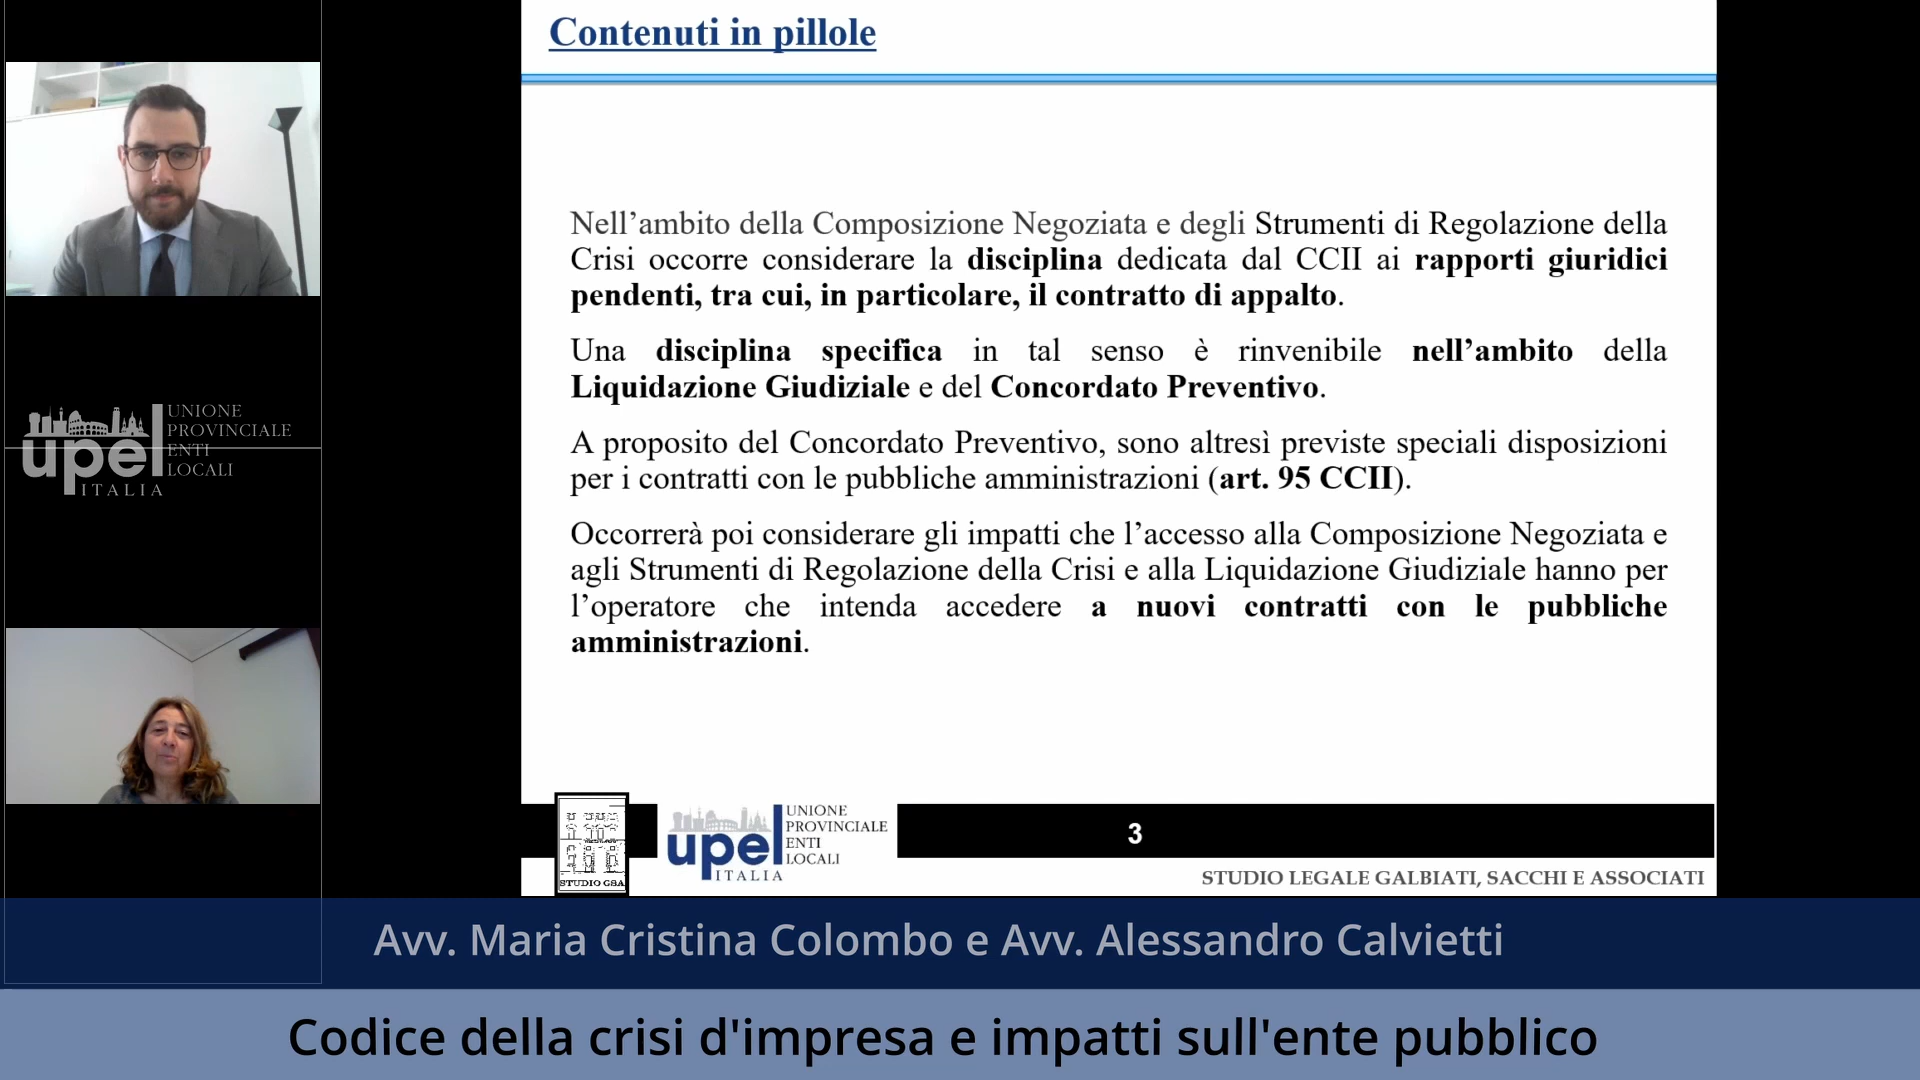 Contenuti in pillole
Nell’ambito della Composizione Negoziata e degli Strumenti di Regolazione della
Crisi occorre considerare la disciplina dedicata dal CCII ai rapporti giuridici
pendenti, tra cui, in particolare, il contratto di appalto.
Una disciplina specifica in tal senso è rinvenibile nell’ambito della
Liquidazione Giudiziale e del Concordato Preventivo.
A proposito del Concordato Preventivo, sono altresì previste speciali disposizioni
per i contratti con le pubbliche amministrazioni (art. 95 CCII).
Occorrerà poi considerare gli impatti che l’accesso alla Composizione Negoziata e
agli Strumenti di Regolazione della Crisi e alla Liquidazione Giudiziale hanno per
l’operatore che intenda accedere a nuovi contratti con le pubbliche
amministrazioni.
upel
UNIONE
PROVINCIALE
ENTI
LOCALI
ITALIA
STUDIO GSA
upel
UNIONE
PROVINCIALE
ENTI
LOCALI
ITALIA
3
STUDIO LEGALE GALBIATI, SACCHI E ASSOCIATI
Avv. Maria Cristina Colombo e Avv. Alessandro Calvietti
Codice della crisi d'impresa e impatti sull'ente pubblico